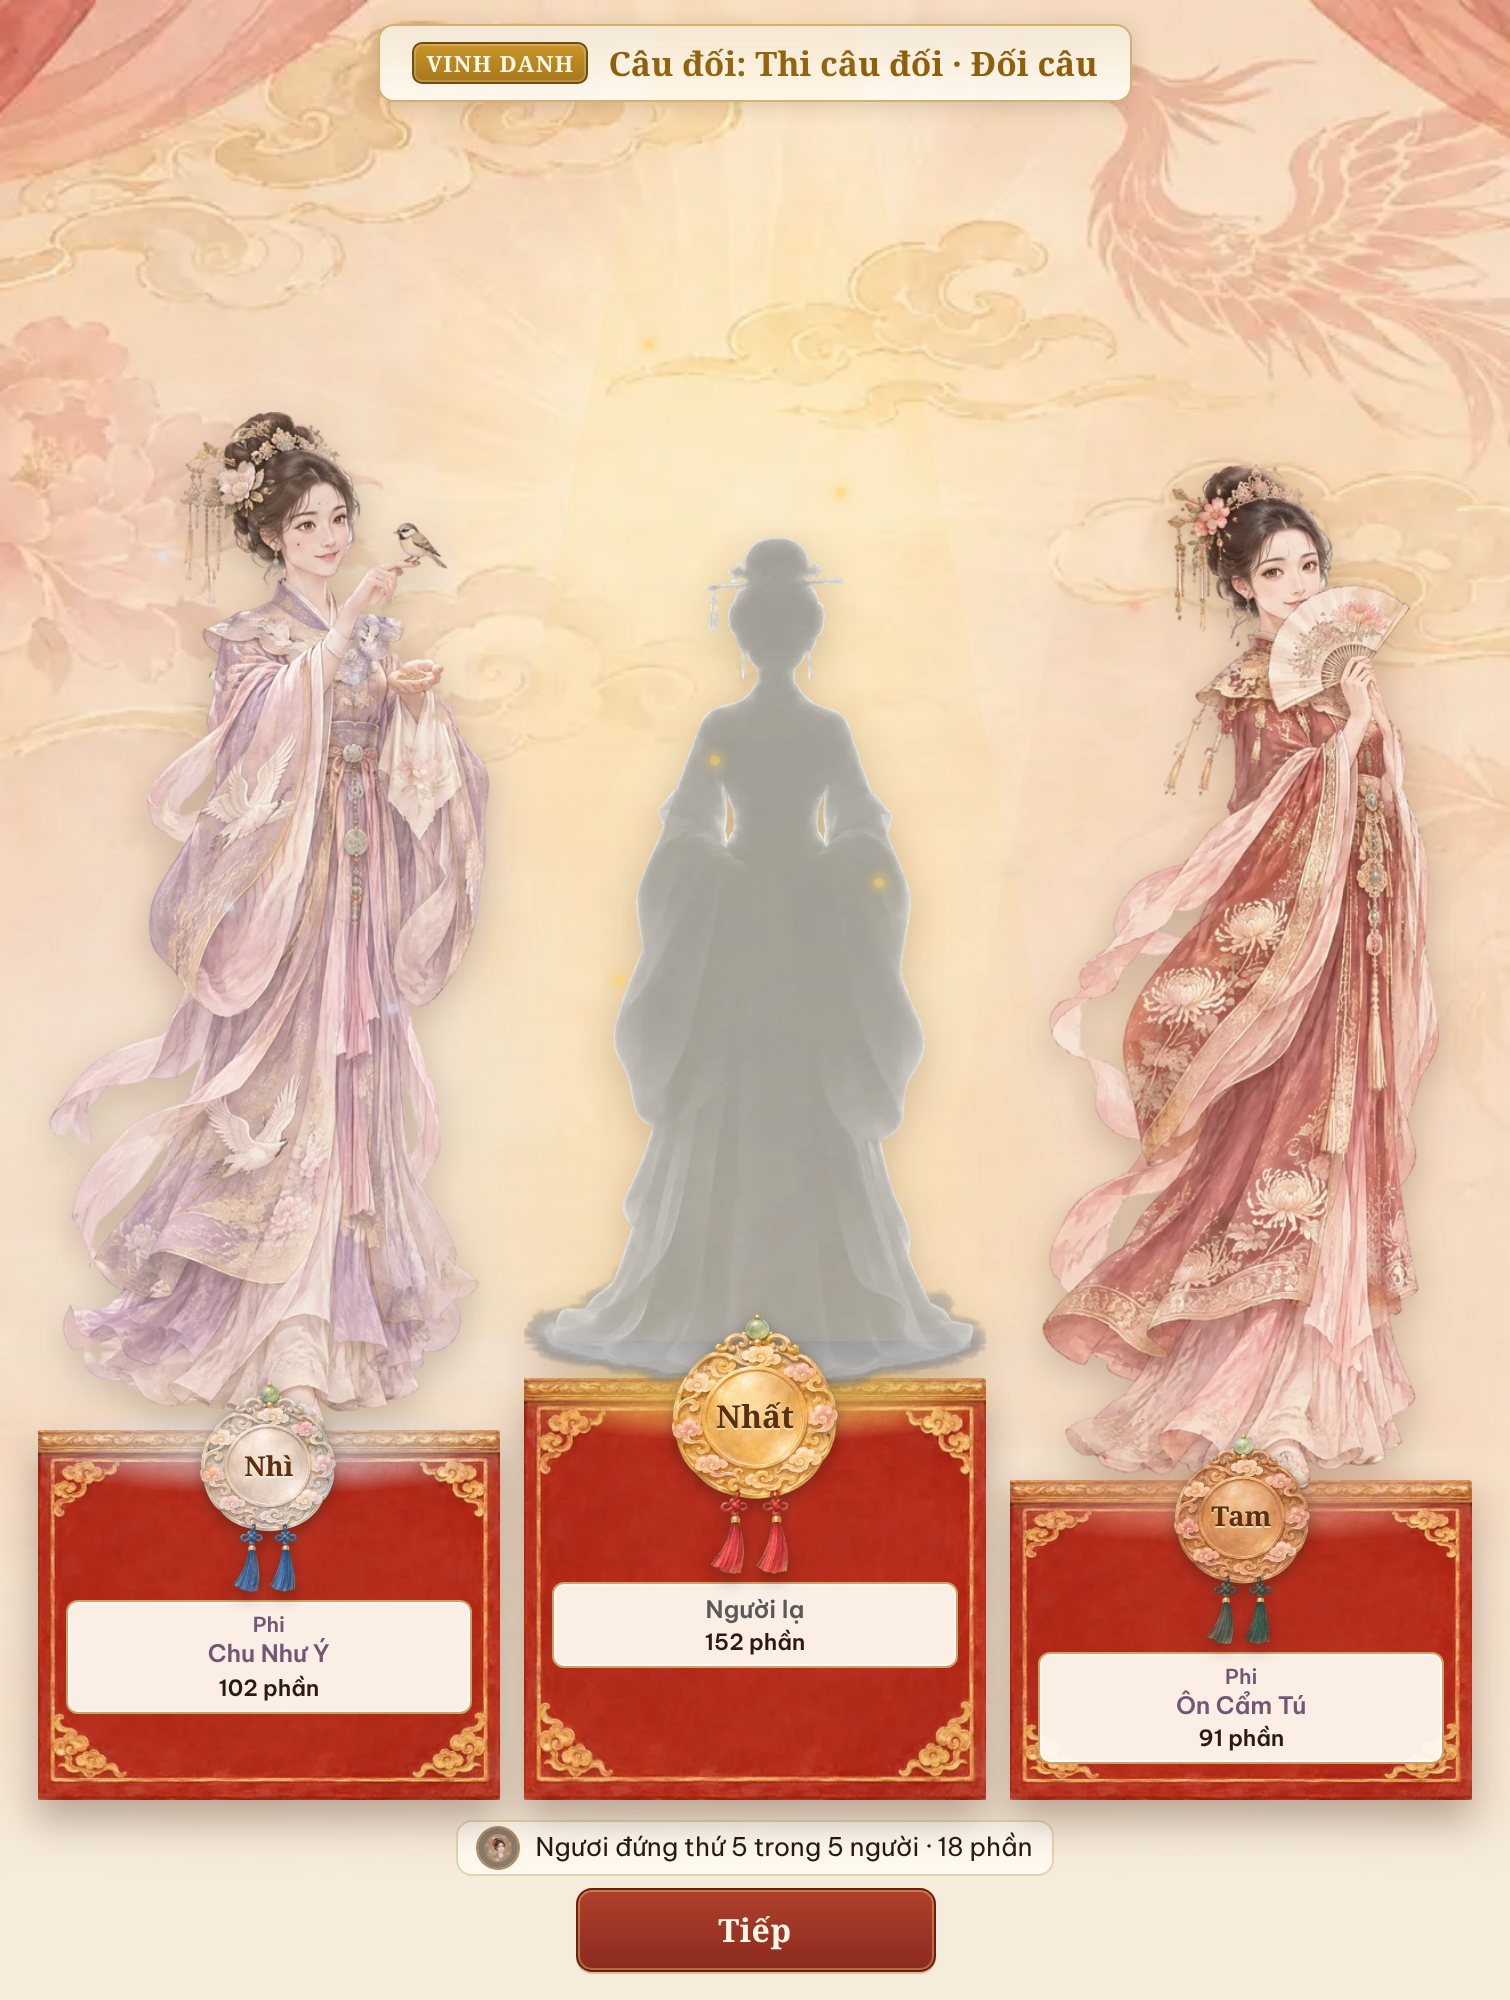 VINH DANH
Câu đối: Thi câu đối · Đối câu
Nhì
Phi
Chu Như Ý
102 phần
Nhất
Người lạ
152 phần
Tam
Phi
Ôn Cẩm Tú
91 phần
Ngươi đứng thứ 5 trong 5 người · 18 phần
Tiếp